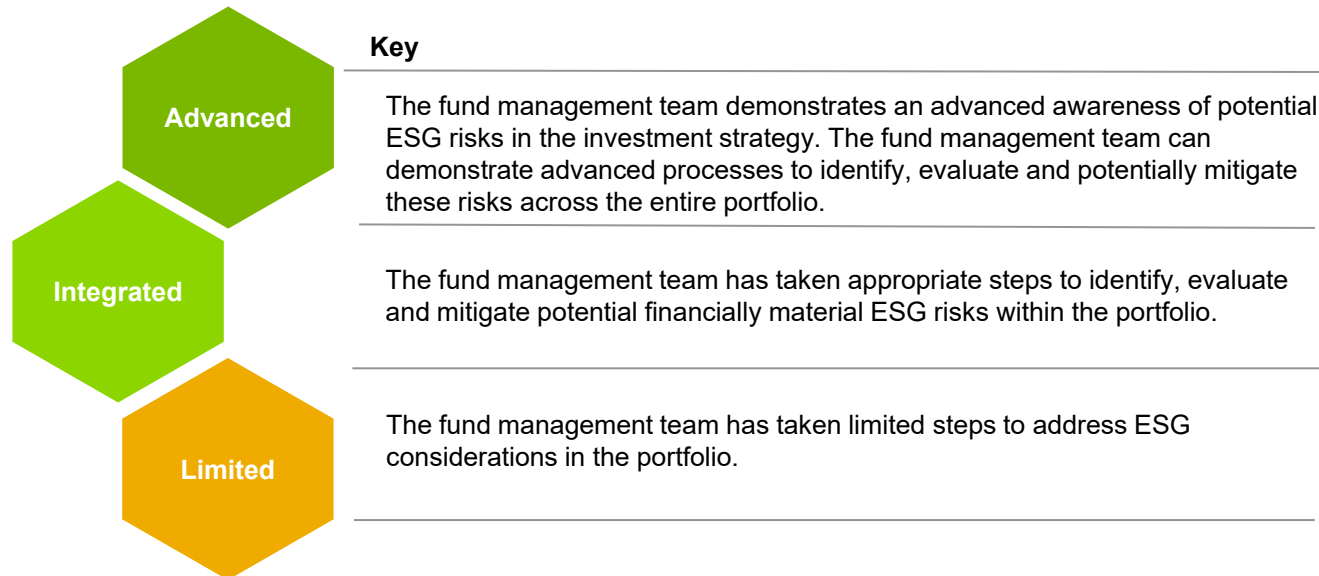 Key
Advanced
The fund management team demonstrates an advanced awareness of potential
ESG risks in the investment strategy. The fund management team can
demonstrate advanced processes to identify, evaluate and potentially mitigate
these risks across the entire portfolio.
Integrated
The fund management team has taken appropriate steps to identify, evaluate
and mitigate potential financially material ESG risks within the portfolio.
Limited
The fund management team has taken limited steps to address ESG
considerations in the portfolio.